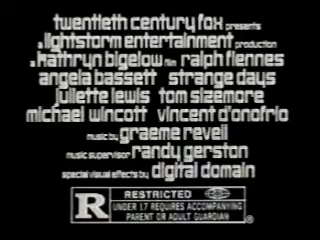 twentieth century fox presents
a lightstorm entertainment production
a kathryn bigelow film ralph fiennes
angela bassett strange days
juliette lewis tom sizemore
michael wincott vincent d'onofrio
music by graeme revell
music supervisor randy gerston
special visual effects by digital domain
R RESTRICTED
UNDER 17 REQUIRES ACCOMPANYING
PARENT OR ADULT GUARDIAN ®